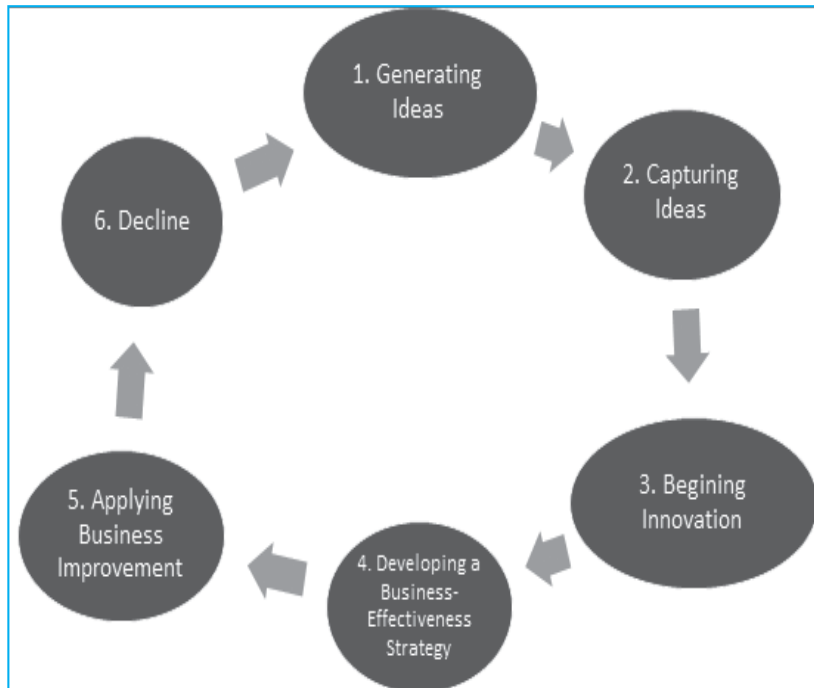 1. Generating
Ideas
2. Capturing
Ideas
3. Begining
Innovation
4. Developing a
Business-
Effectiveness
Strategy
5. Applying
Business
Improvement
6. Decline